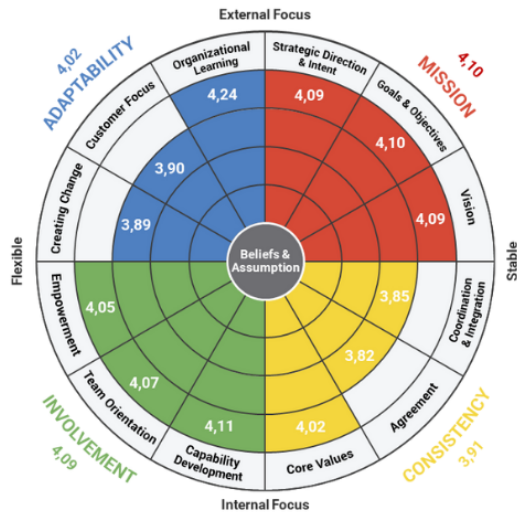 External Focus
4,02
ADAPTABILITY
4,10
MISSION
Organizational
Learning
Strategic Direction
& Intent
Customer Focus
Goals & Objectives
Creating Change
Vision
4,24
4,09
3,90
4,10
3,89
4,09
Flexible
Beliefs &
Assumption
Stable
Empowerment
4,05
3,85
Coordination
& Integration
4,07
3,82
Team Orientation
4,11
4,02
Agreement
Capability
Development
Core Values
INVOLVEMENT
4,09
CONSISTENCY
3,91
Internal Focus